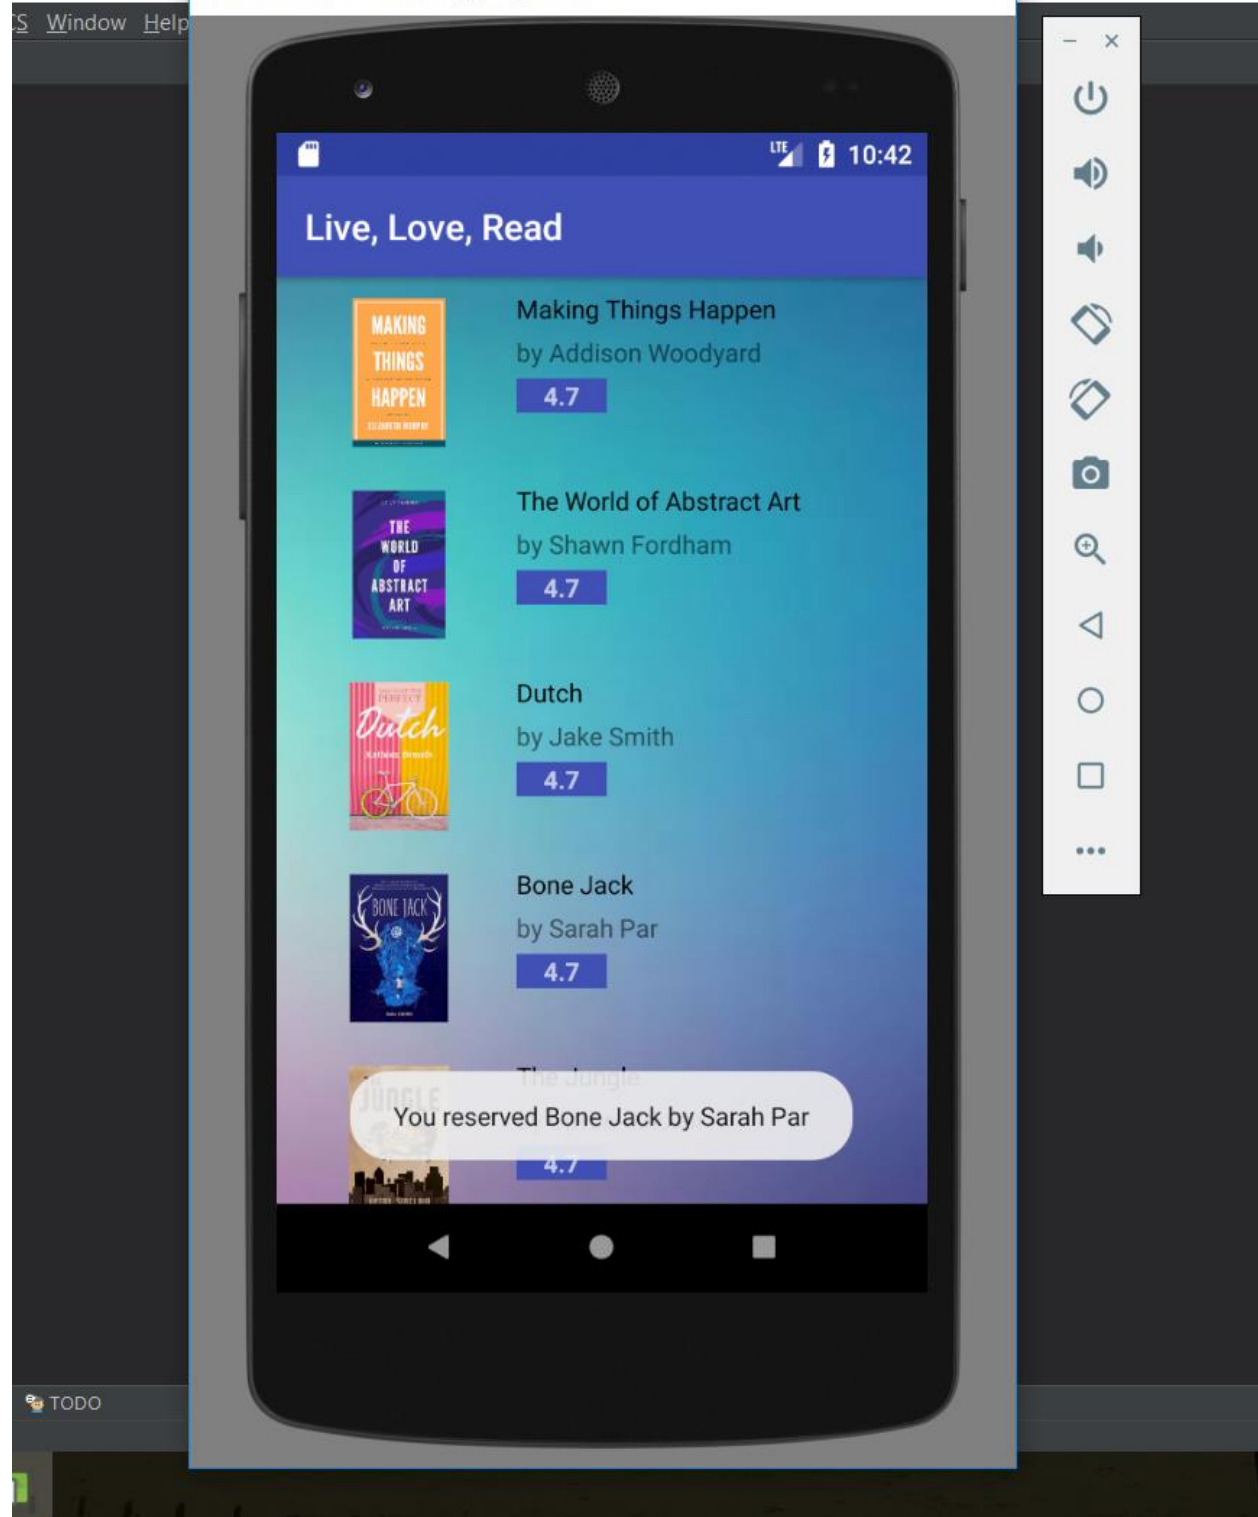 Window Help
LTE 10:42
Live, Love, Read
MAKING
THINGS
HAPPEN
Making Things Happen
by Addison Woodyard
4.7
THE
WORLD
OF
ABSTRACT
ART
The World of Abstract Art
by Shawn Fordham
4.7
PERFECT
Dutch
Dutch
by Jake Smith
4.7
BONE JACK
Bone Jack
by Sarah Par
4.7
JUNGLE
The Jungle
You reserved Bone Jack by Sarah Par
4.7
TODO